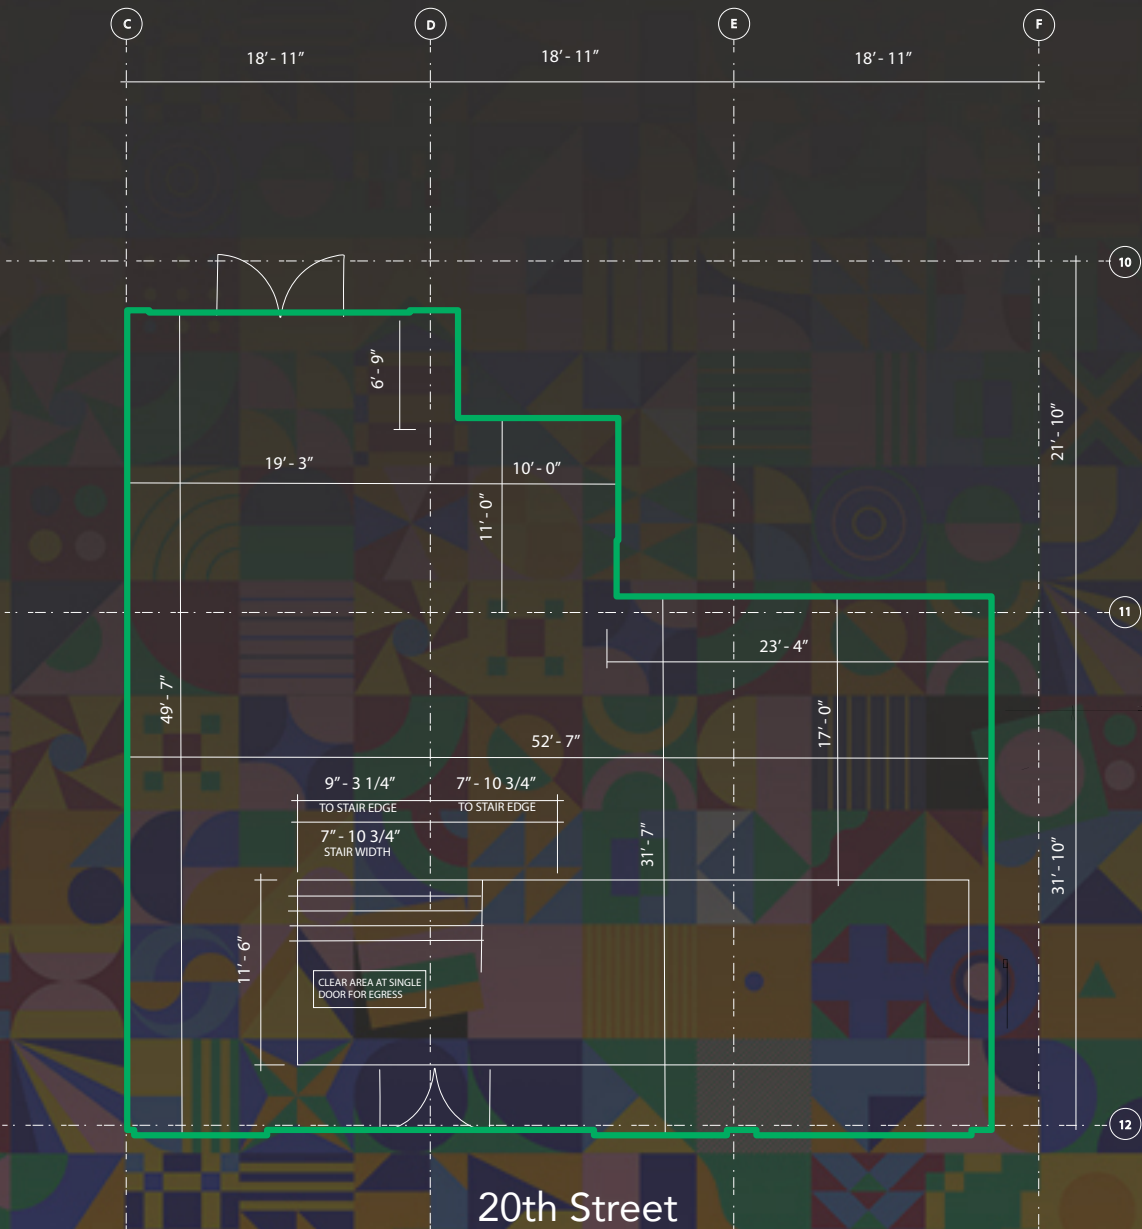 C
D
E
F
18’ - 11”
18’ - 11”
18’ - 11”
10
6’ - 9”
21’ - 10”
19’ - 3”
10’ - 0”
11’ - 0”
11
23’ - 4”
49’ - 7”
17’ - 0”
52’ - 7”
9” - 3 1/4”
TO STAIR EDGE
7” - 10 3/4”
TO STAIR EDGE
7” - 10 3/4”
STAIR WIDTH
31’ - 7”
31’ - 10”
11’ - 6”
CLEAR AREA AT SINGLE
DOOR FOR EGRESS
12
20th Street